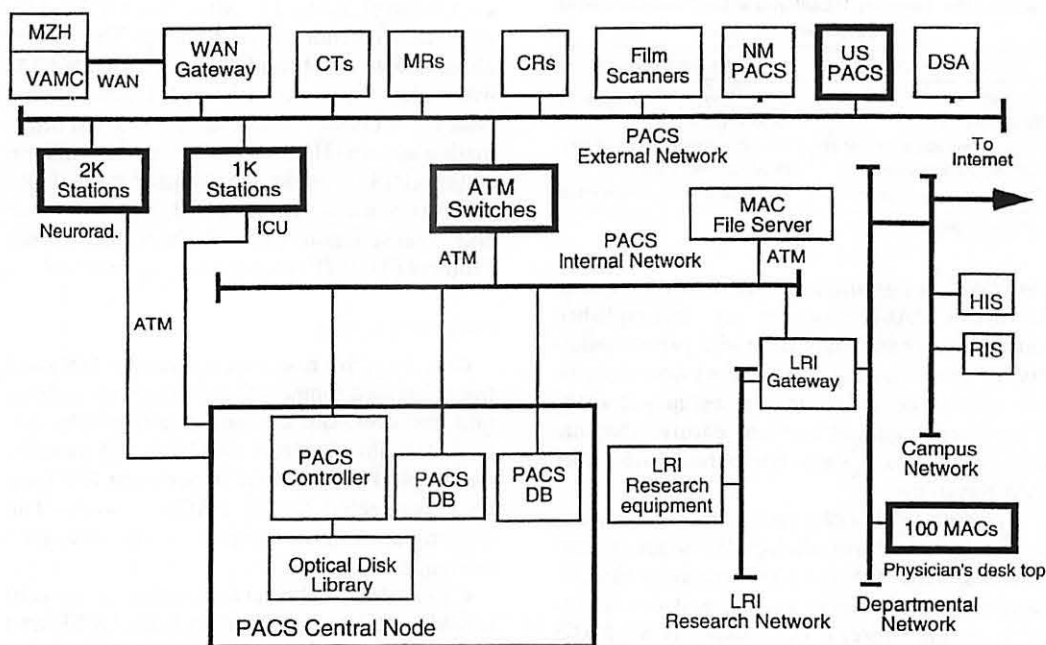 MZH
VAMC
WAN
WAN
Gateway
CTs
MRs
CRs
Film
Scanners
NM
PACS
US
PACS
DSA
PACS
External Network
To
Internet
2K
Stations
Neurorad.
1K
Stations
ICU
ATM
Switches
ATM
MAC
File Server
ATM
PACS
Internal Network
ATM
HIS
RIS
LRI
Gateway
Campus
Network
PACS
Controller
PACS
DB
PACS
DB
LRI
Research
equipment
Optical Disk
Library
PACS Central Node
100 MACs
Physician's desk top
LRI
Research Network
Departmental
Network